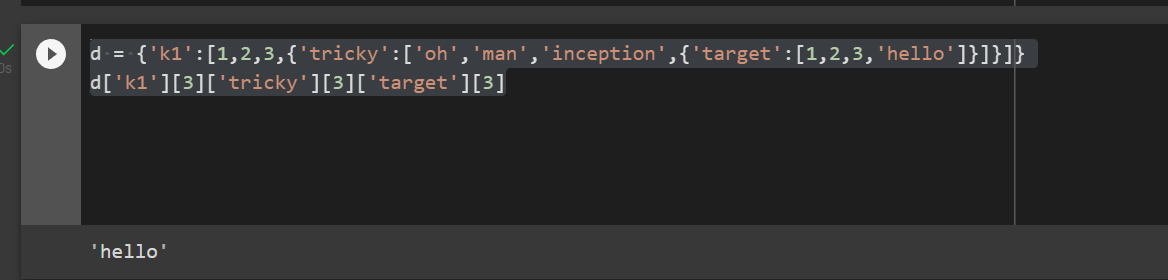 d = {'k1':[1,2,3,{'tricky':['oh','man','inception',{'target':[1,2,3,'hello']}]}]}
d['k1'][3]['tricky'][3]['target'][3]
0s
'hello'